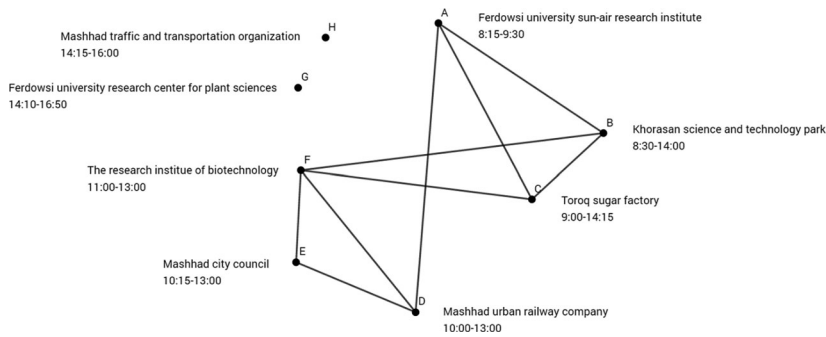 A
Ferdowsi university sun-air research institute
8:15-9:30
H
Mashhad traffic and transportation organization
14:15-16:00
G
Ferdowsi university research center for plant sciences
14:10-16:50
B
Khorasan science and technology park
8:30-14:00
F
The research institue of biotechnology
11:00-13:00
C
Toroq sugar factory
9:00-14:15
E
Mashhad city council
10:15-13:00
D
Mashhad urban railway company
10:00-13:00